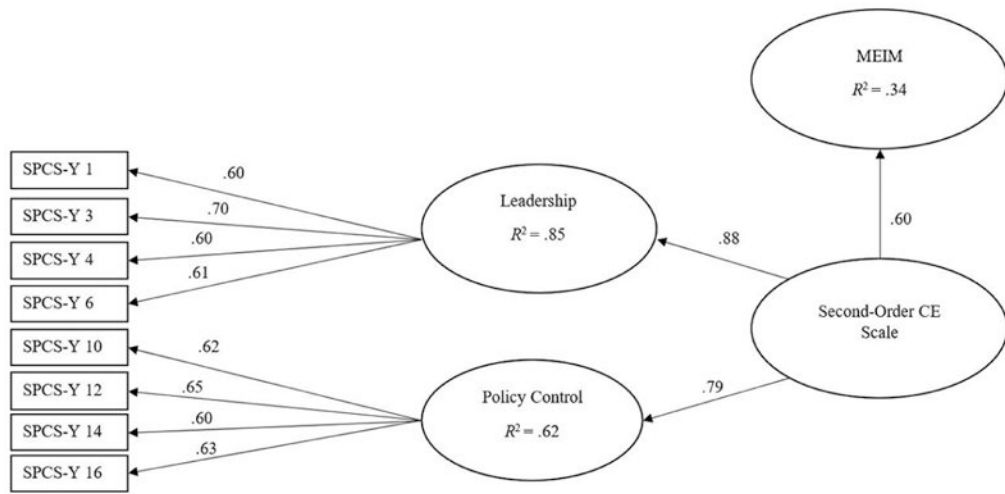 MEIM
R² = .34
SPCS-Y 1
.60
SPCS-Y 3
.70
Leadership
R² = .85
SPCS-Y 4
.60
.88
.60
SPCS-Y 6
.61
Second-Order CE
Scale
SPCS-Y 10
.62
SPCS-Y 12
.65
.79
Policy Control
R² = .62
SPCS-Y 14
.60
SPCS-Y 16
.63